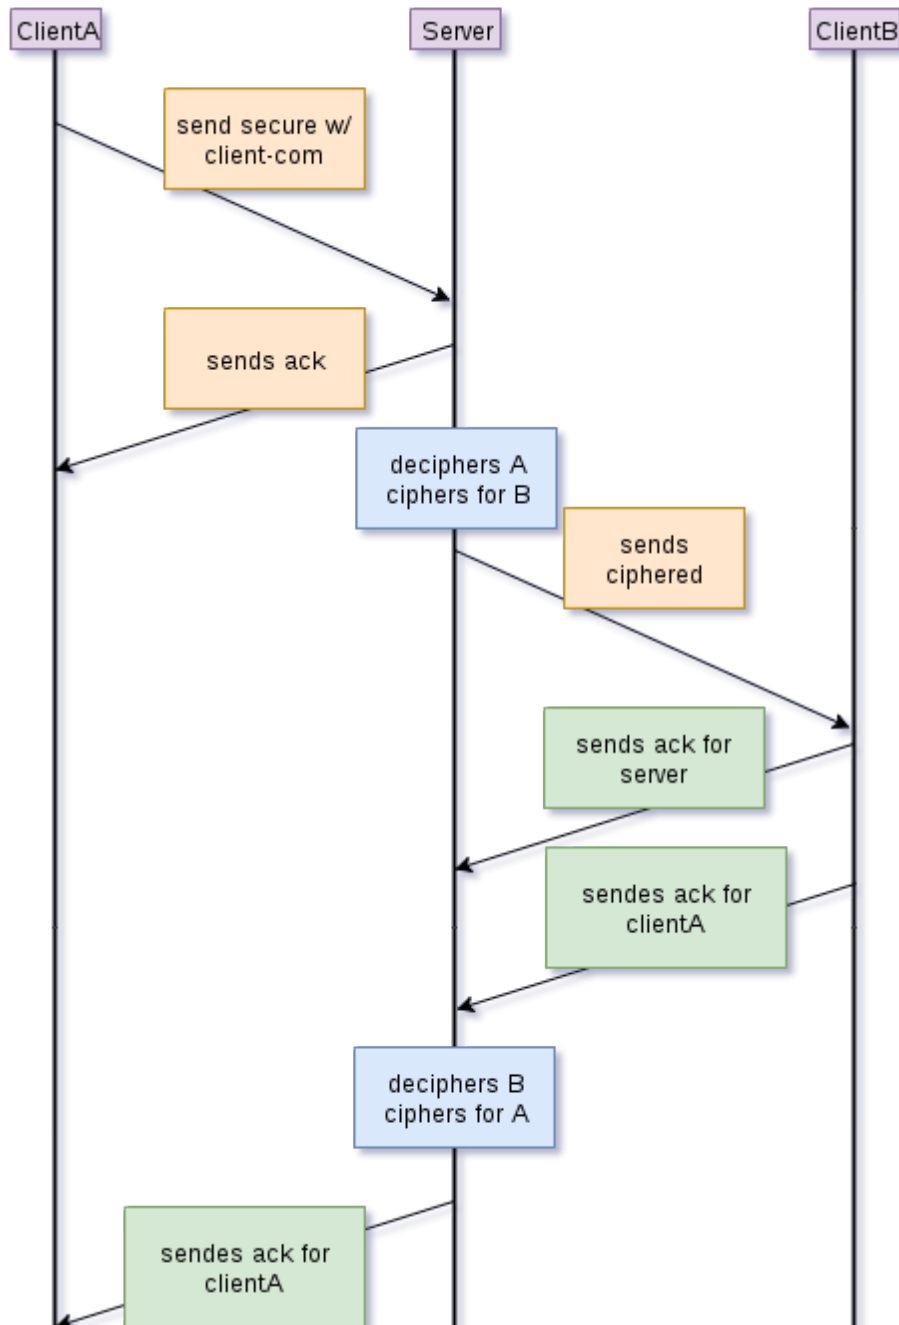 ClientA
Server
ClientB
send secure w/
client-com
sends ack
deciphers A
ciphers for B
sends
ciphered
sends ack for
server
sendes ack for
clientA
deciphers B
ciphers for A
sendes ack for
clientA